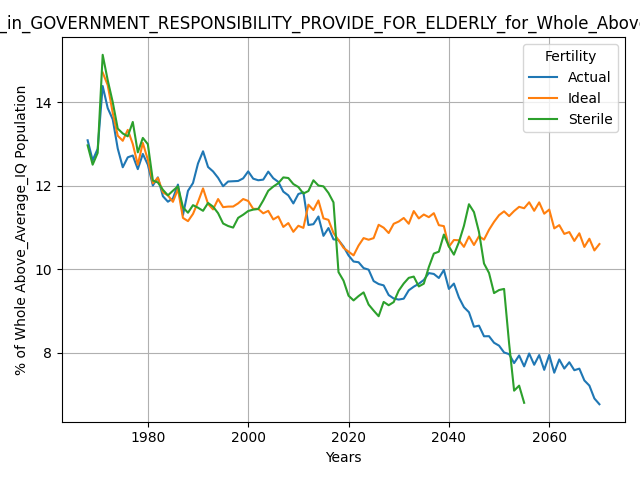 _in_GOVERNMENT_RESPONSIBILITY_PROVIDE_FOR_ELDERLY_for_Whole_Above
Fertility
Actual
Ideal
Sterile
% of Whole Above_Average_IQ Population
14
12
10
8
1980
2000
2020
2040
2060
Years